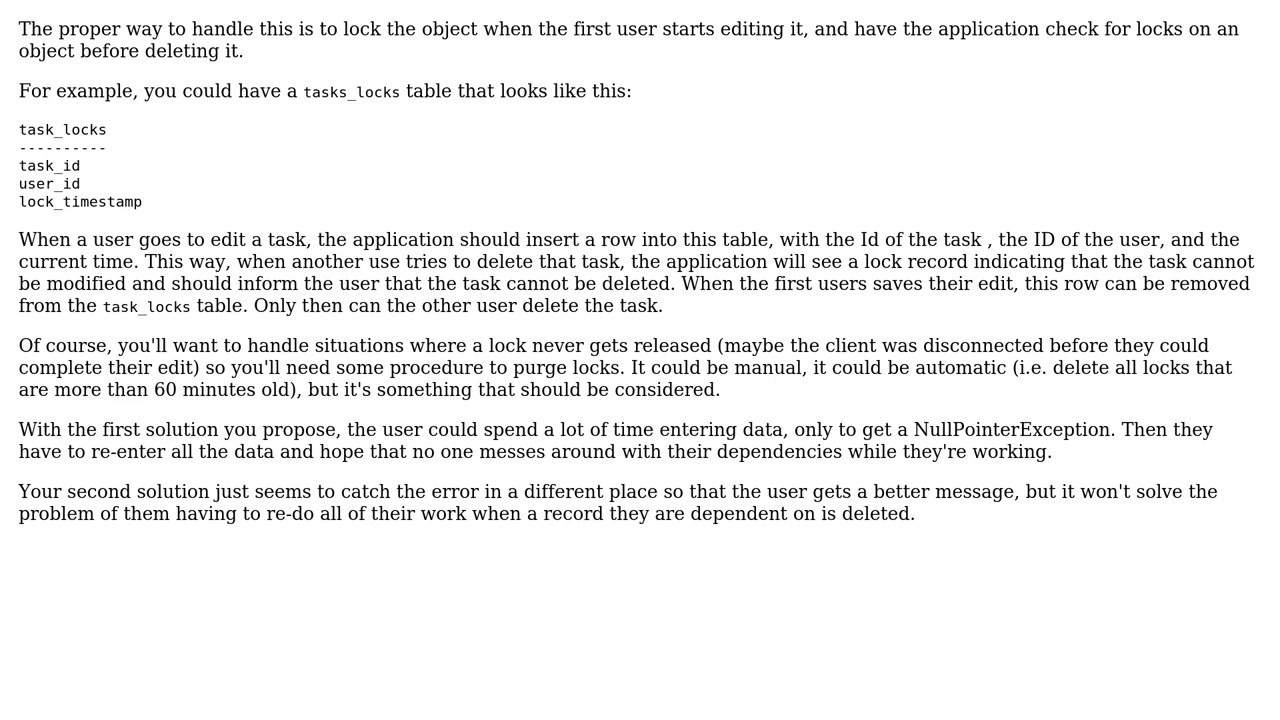 The proper way to handle this is to lock the object when the first user starts editing it, and have the application check for locks on an
object before deleting it.
For example, you could have a tasks_locks table that looks like this:
task_locks
----------
task_id
user_id
lock_timestamp
When a user goes to edit a task, the application should insert a row into this table, with the Id of the task , the ID of the user, and the
current time. This way, when another use tries to delete that task, the application will see a lock record indicating that the task cannot
be modified and should inform the user that the task cannot be deleted. When the first users saves their edit, this row can be removed
from the task_locks table. Only then can the other user delete the task.
Of course, you'll want to handle situations where a lock never gets released (maybe the client was disconnected before they could
complete their edit) so you'll need some procedure to purge locks. It could be manual, it could be automatic (i.e. delete all locks that
are more than 60 minutes old), but it's something that should be considered.
With the first solution you propose, the user could spend a lot of time entering data, only to get a NullPointerException. Then they
have to re-enter all the data and hope that no one messes around with their dependencies while they're working.
Your second solution just seems to catch the error in a different place so that the user gets a better message, but it won't solve the
problem of them having to re-do all of their work when a record they are dependent on is deleted.